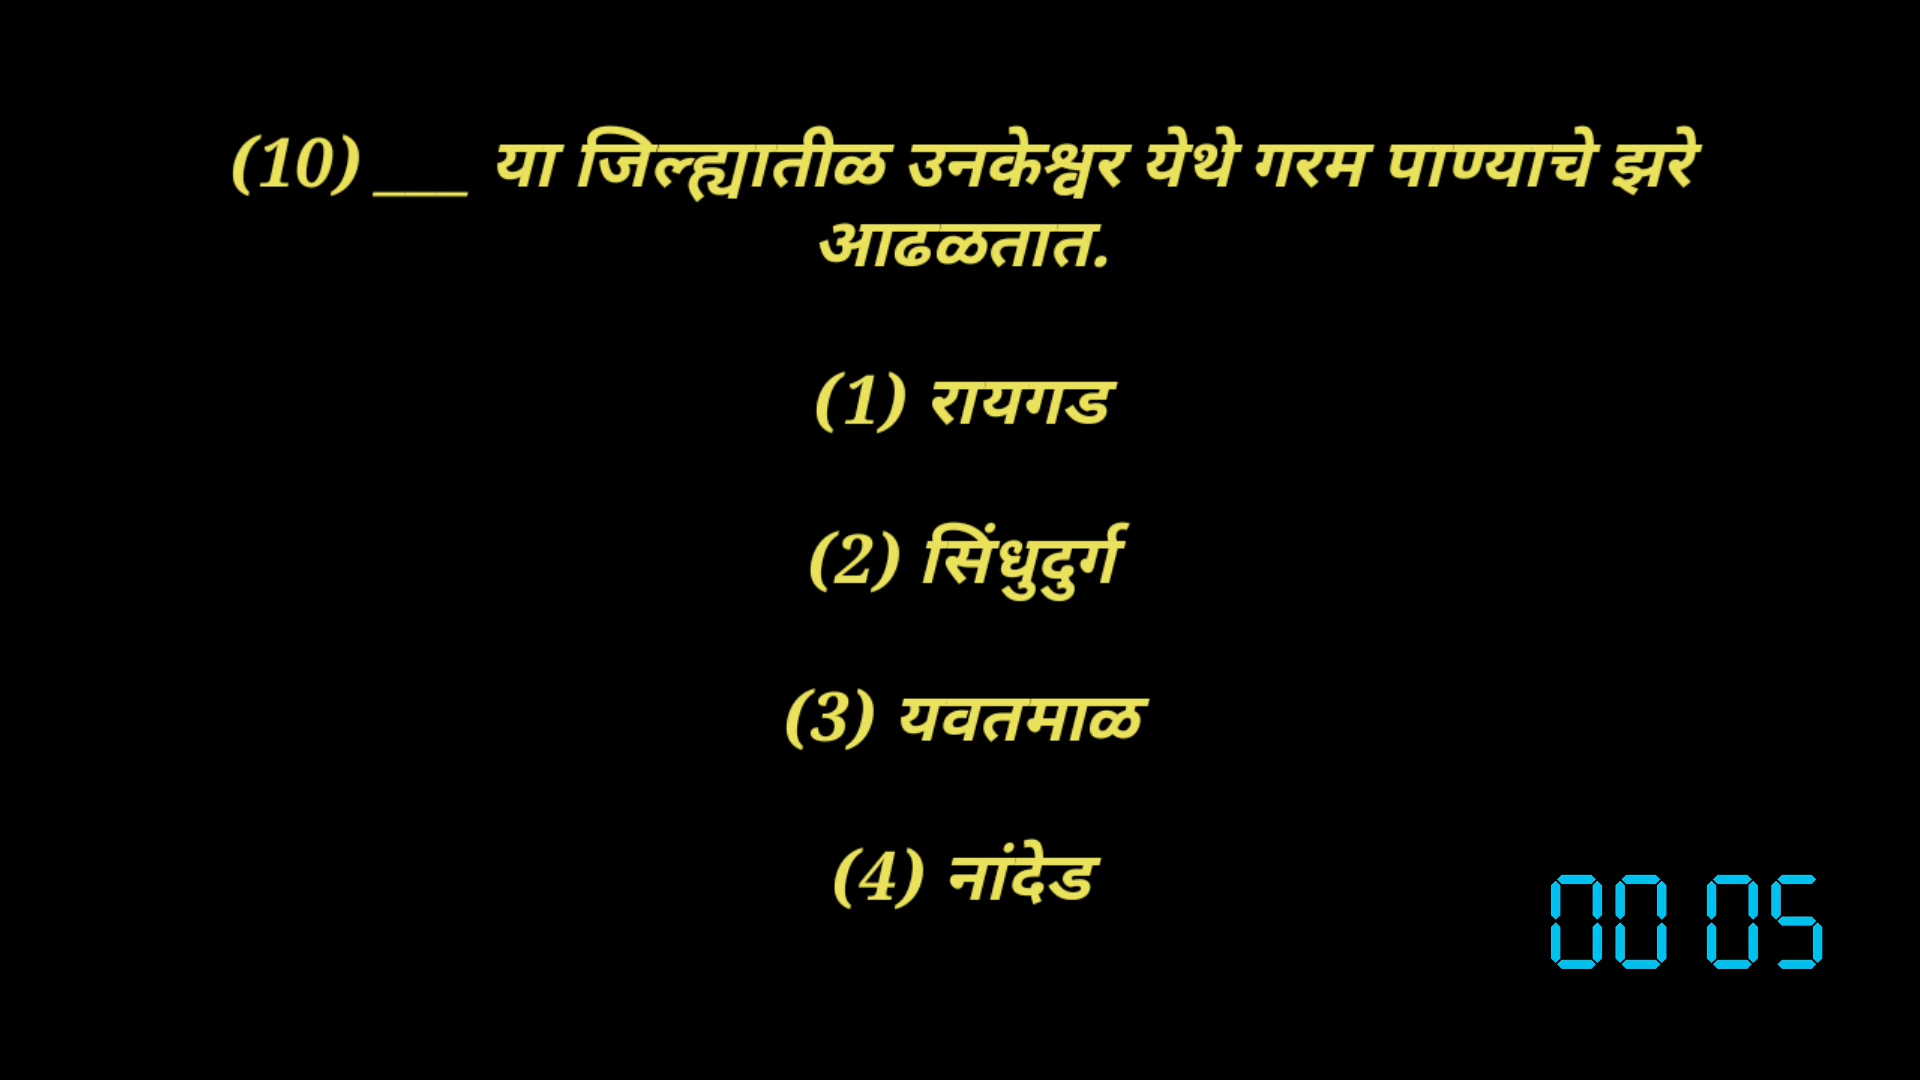 (10) ___ या जिल्ह्यातील उनकेश्वर येथे गरम पाण्याचे झरे
आढळतात.
(1) रायगड
(2) सिंधुदुर्ग
(3) यवतमाळ
(4) नांदेड
00 05